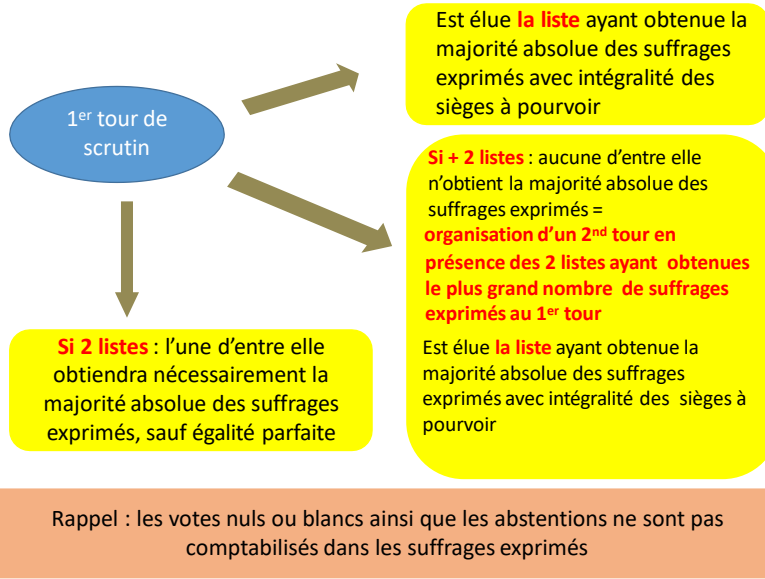 Est élue la liste ayant obtenue la
majorité absolue des suffrages
exprimés avec intégralité des
sièges à pourvoir
1er tour de
scrutin
Si + 2 listes : aucune d’entre elle
n’obtient la majorité absolue des
suffrages exprimés =
organisation d’un 2nd tour en
présence des 2 listes ayant obtenues
le plus grand nombre de suffrages
exprimés au 1er tour
Est élue la liste ayant obtenue la
majorité absolue des suffrages
exprimés avec intégralité des sièges à
pourvoir
Si 2 listes : l’une d’entre elle
obtiendra nécessairement la
majorité absolue des suffrages
exprimés, sauf égalité parfaite
Rappel : les votes nuls ou blancs ainsi que les abstentions ne sont pas
comptabilisés dans les suffrages exprimés